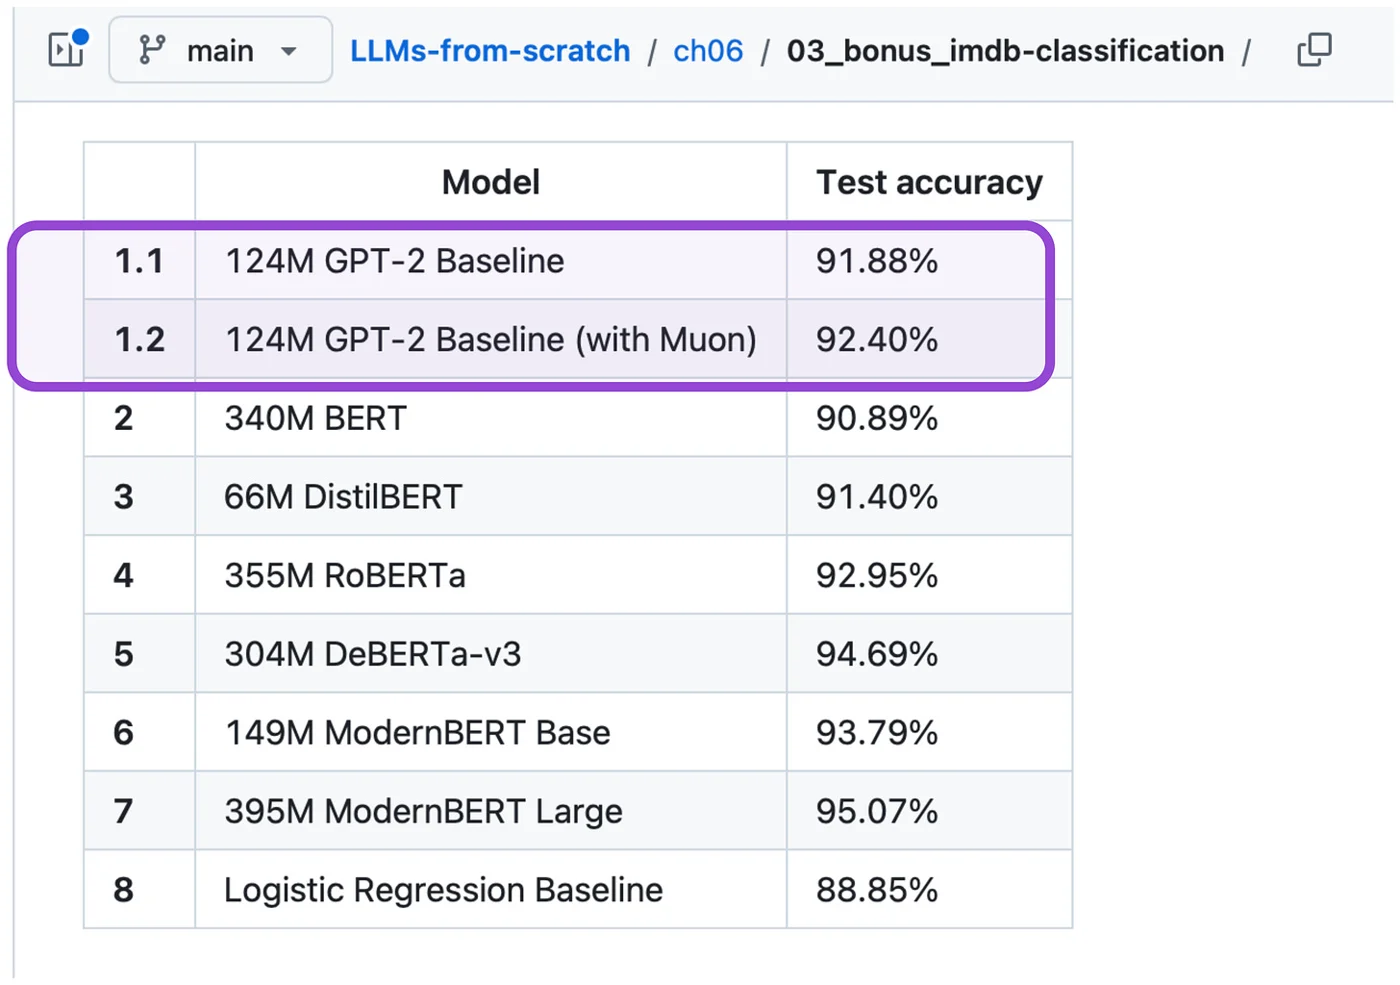 main LLMs-from-scratch / ch06 / 03_bonus_imdb-classification /
Model Test accuracy
1.1 124M GPT-2 Baseline 91.88%
1.2 124M GPT-2 Baseline (with Muon) 92.40%
2 340M BERT 90.89%
3 66M DistilBERT 91.40%
4 355M RoBERTa 92.95%
5 304M DeBERTa-v3 94.69%
6 149M ModernBERT Base 93.79%
7 395M ModernBERT Large 95.07%
8 Logistic Regression Baseline 88.85%